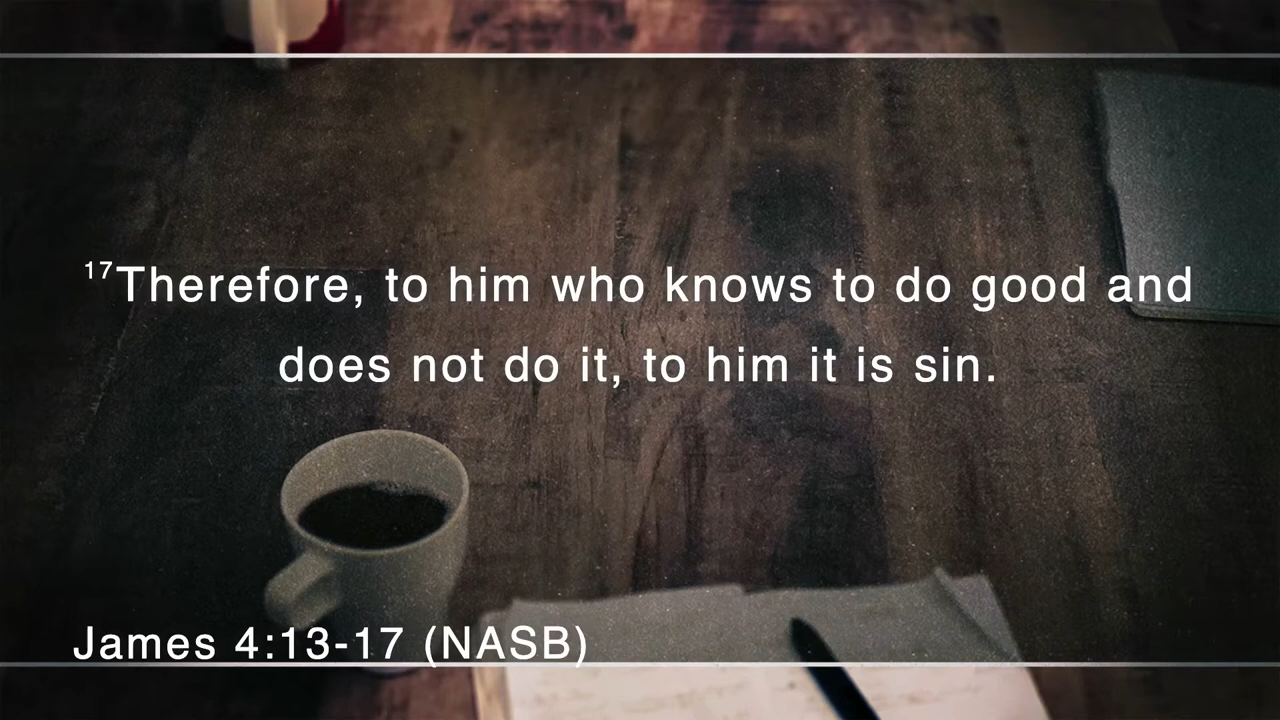 17Therefore, to him who knows to do good and
does not do it, to him it is sin.
James 4:13-17 (NASB)